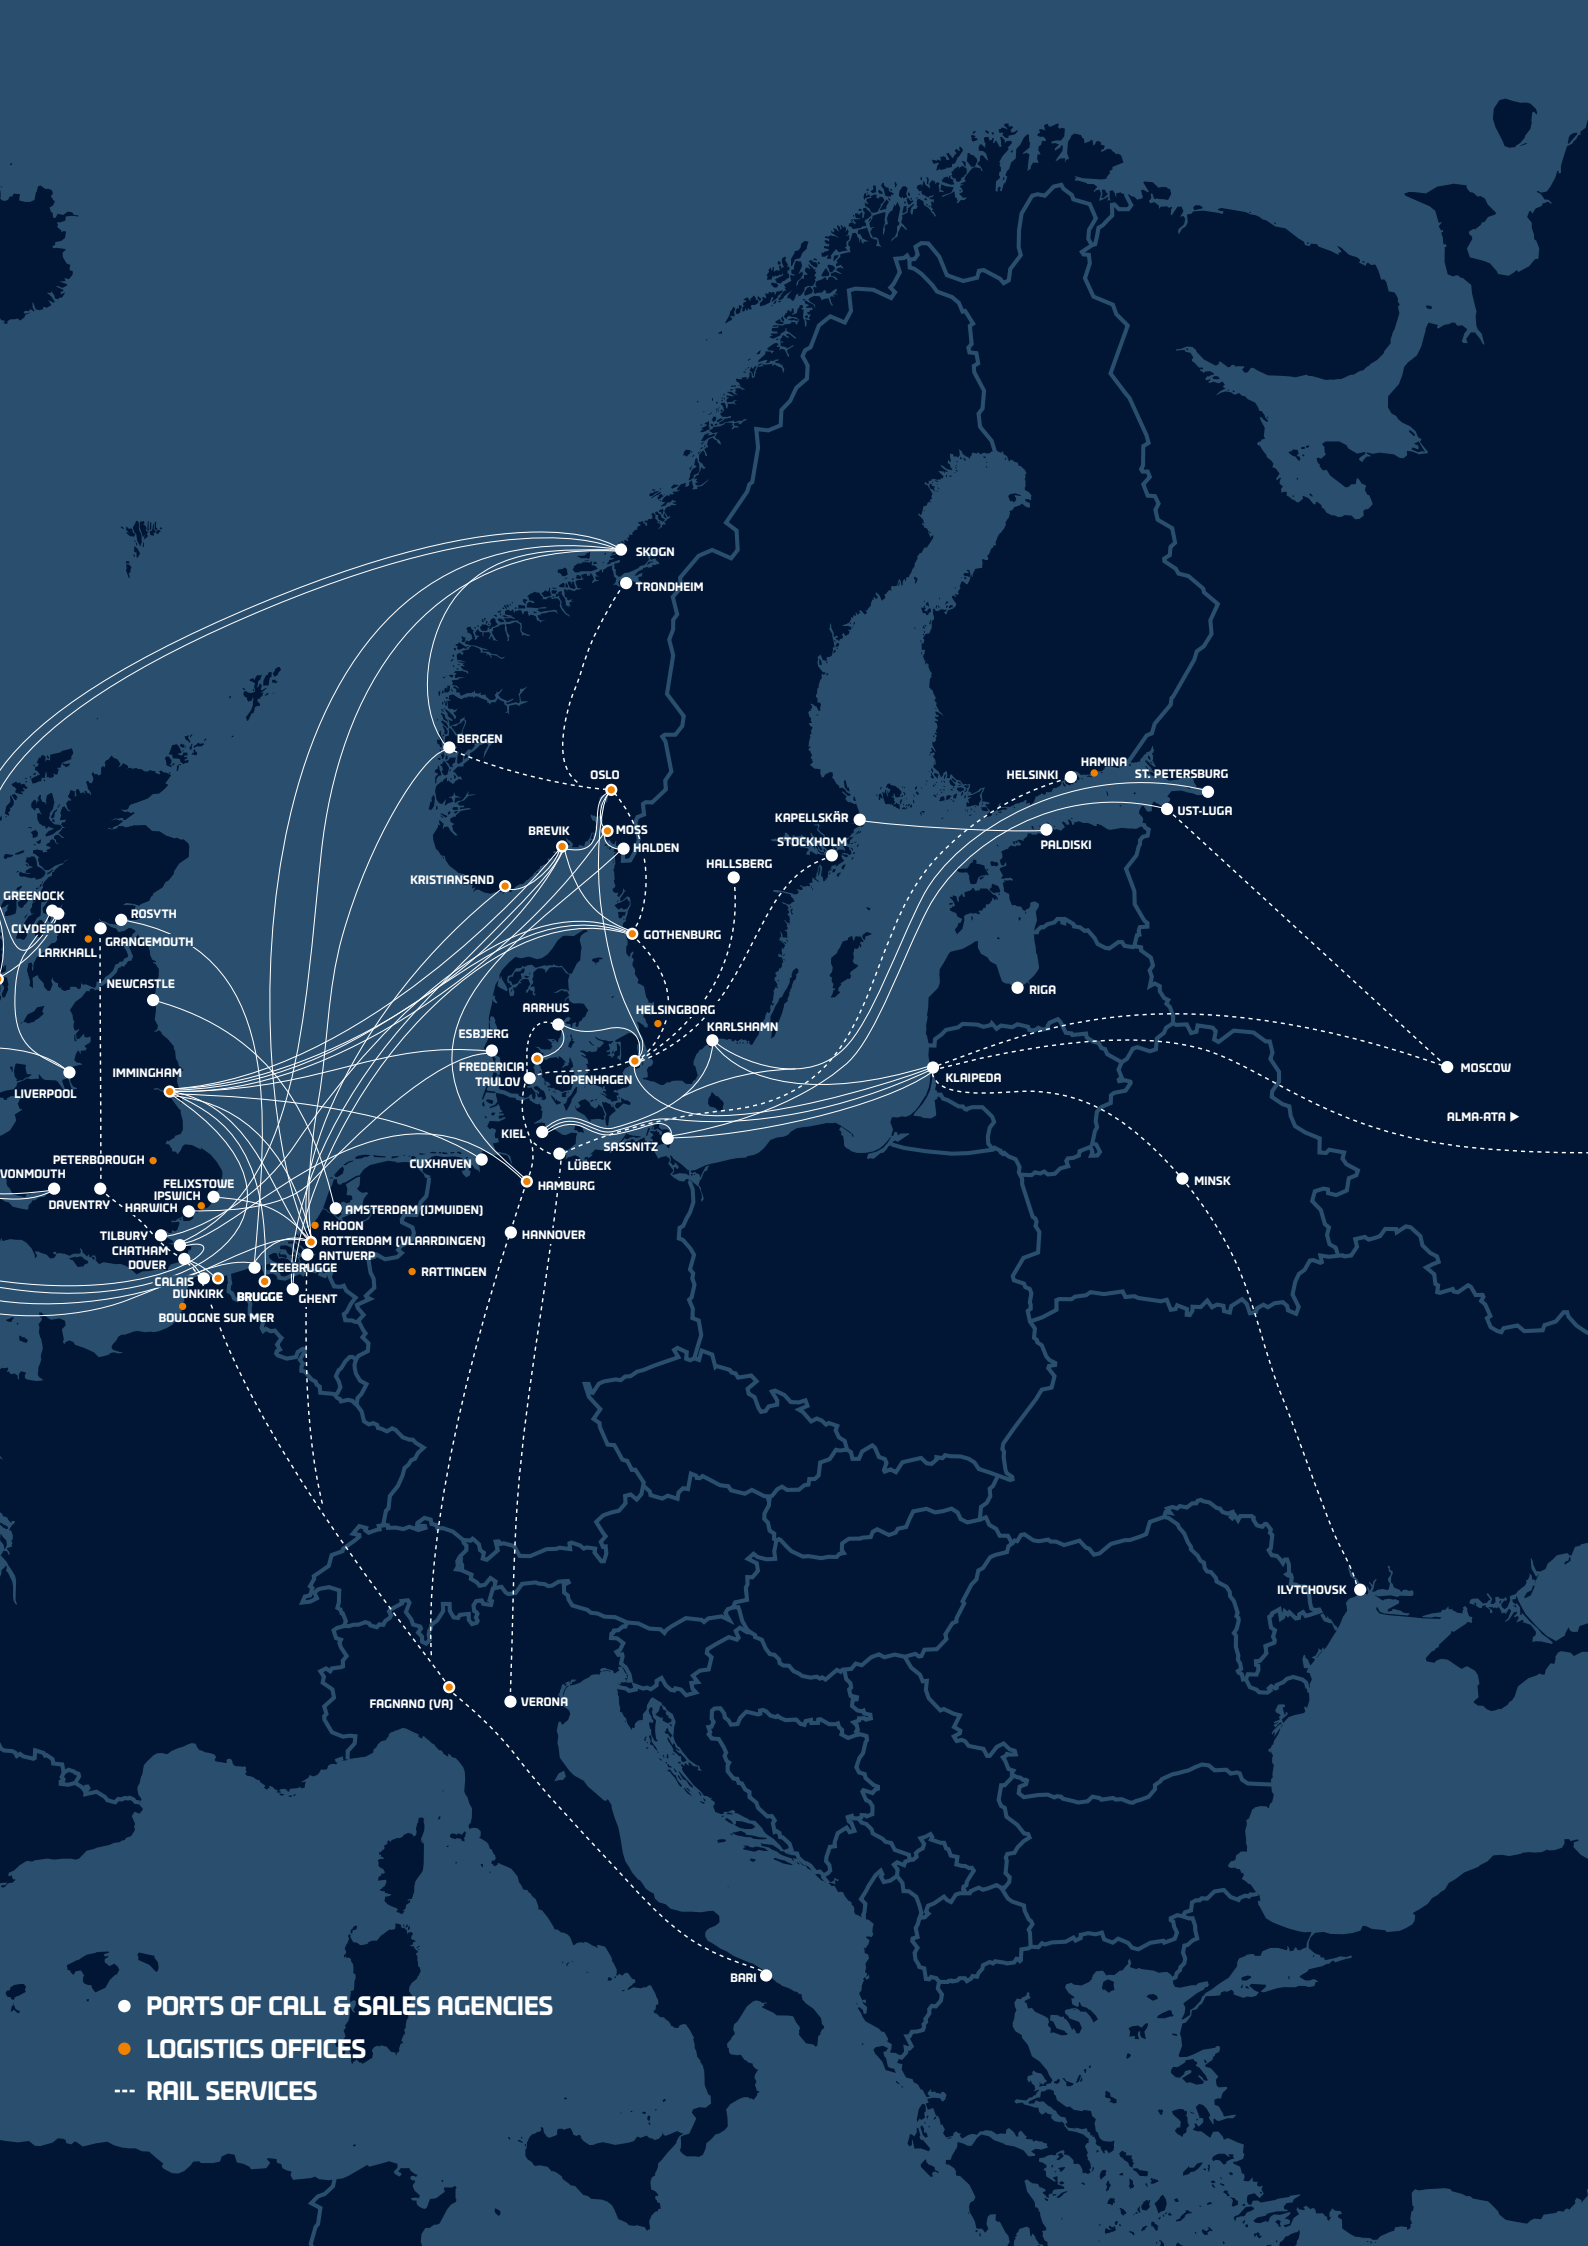 SKOGN
TRONDHEIM
BERGEN
OSLO
HAMINA
HELSINKI
ST. PETERSBURG
UST-LUGA
KAPELLSKÄR
BREVIK
MOSS
STOCKHOLM
PALDISKI
HALDEN
HALLSBERG
KRISTIANSAND
GREENOCK
ROSYTH
CLYDEPORT
GRANGEMOUTH
LARKHALL
GOTHENBURG
NEWCASTLE
RIGA
AARHUS
HELSINGBORG
KARLSHAMN
ESBJERG
FREDERICIA
TAULOV
COPENHAGEN
IMMINGHAM
LIVERPOOL
KLAIPEDA
MOSCOW
ALMA-ATA
KIEL
SASSNITZ
LÜBECK
CUXHAVEN
PETERBOROUGH
VONMOUTH
FELIXSTOWE
IPSWICH
HARWICH
DAVENTRY
HAMBURG
MINSK
AMSTERDAM (IJMUIDEN)
RHOON
ROTTERDAM (VLAARDINGEN)
ANTWERP
HANNOVER
TILBURY
CHATHAM
DOVER
ZEEBRUGGE
RATTINGEN
CALAIS
DUNKIRK
BRUGGE
GHENT
BOULOGNE SUR MER
ILYTCHOVSK
FAGNANO (VA)
VERONA
BARI
PORTS OF CALL & SALES AGENCIES
LOGISTICS OFFICES
RAIL SERVICES